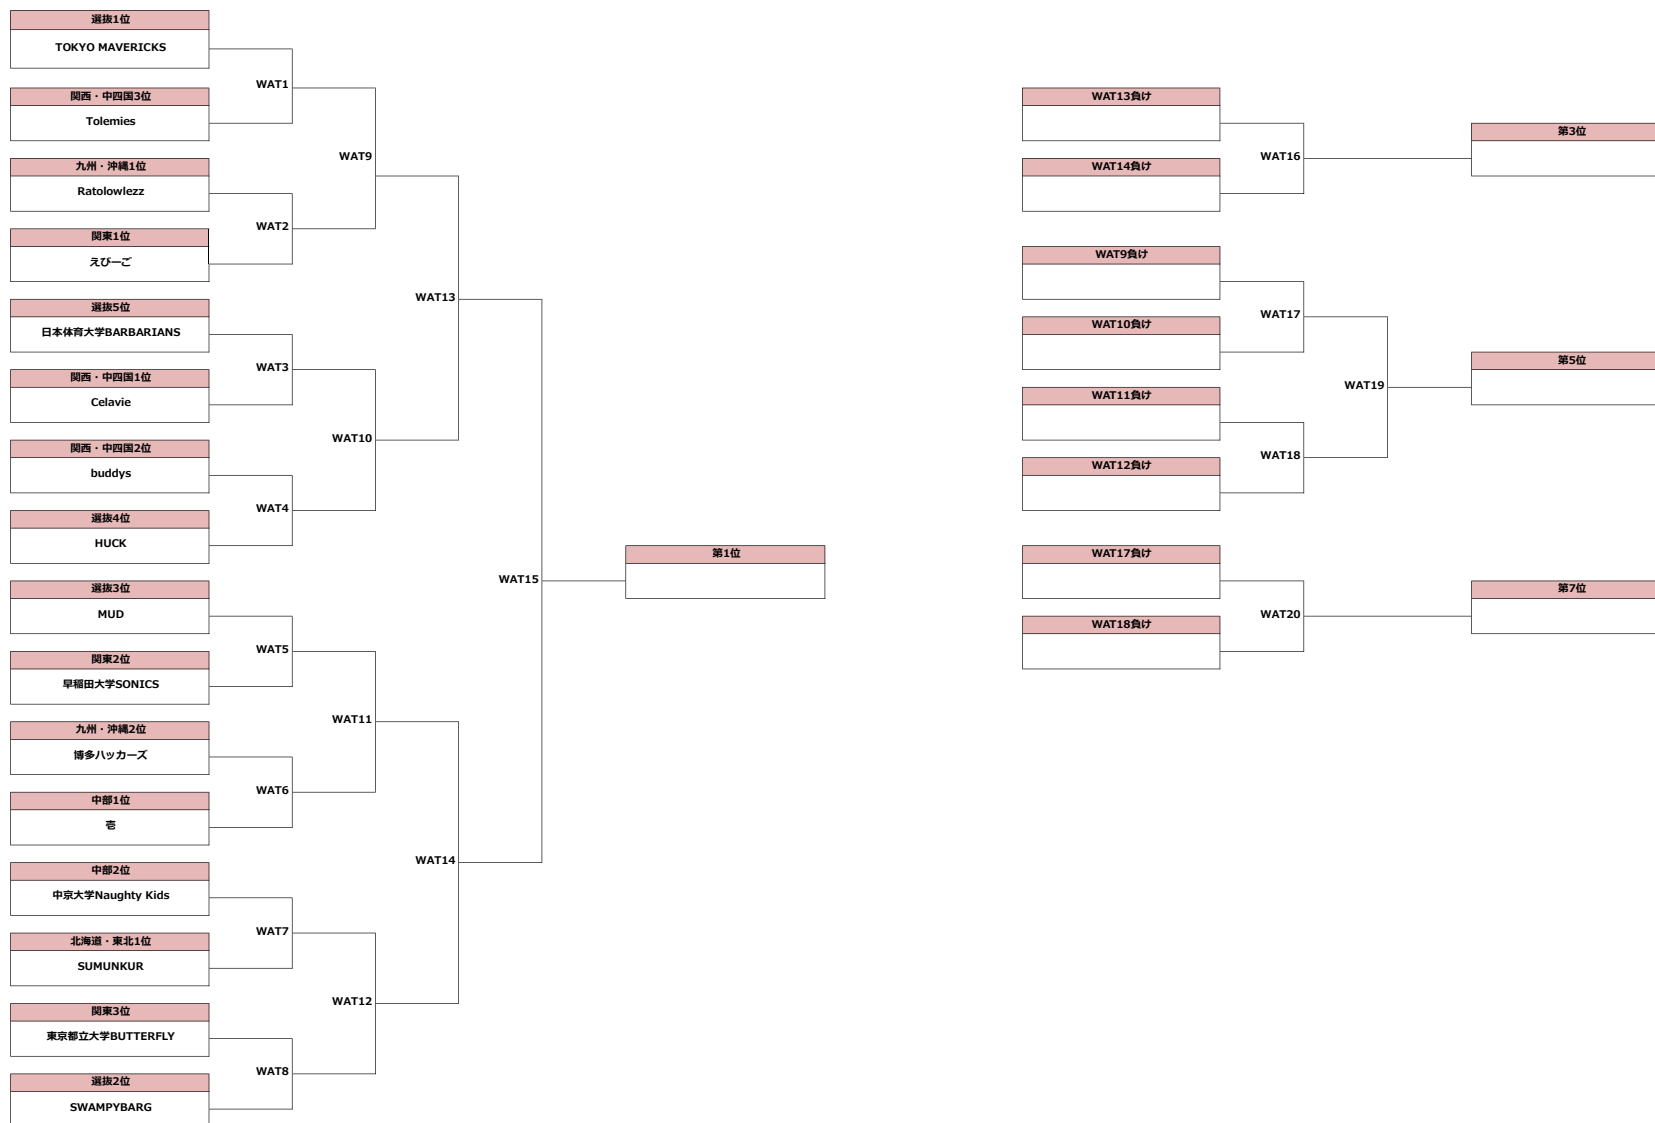 選抜1位
TOKYO MAVERICKS
WAT1
関西・中四国3位
Tolemies
WAT9
九州・沖縄1位
Ratolowlezz
WAT2
関東1位
えびーご
WAT13
選抜5位
日本体育大学BARBARIANS
WAT3
関西・中四国1位
Celavie
WAT10
関西・中四国2位
buddys
WAT4
選抜4位
HUCK
WAT15
第1位
選抜3位
MUD
WAT5
関東2位
早稲田大学SONICS
WAT11
九州・沖縄2位
博多ハッカーズ
WAT6
中部1位
壱
WAT14
中部2位
中京大学Naughty Kids
WAT7
北海道・東北1位
SUMUNKUR
WAT12
関東3位
東京都立大学BUTTERFLY
WAT8
選抜2位
SWAMPYBARG
WAT13負け
WAT16
第3位
WAT14負け
WAT9負け
WAT17
WAT10負け
WAT19
第5位
WAT11負け
WAT18
WAT12負け
WAT17負け
WAT20
第7位
WAT18負け